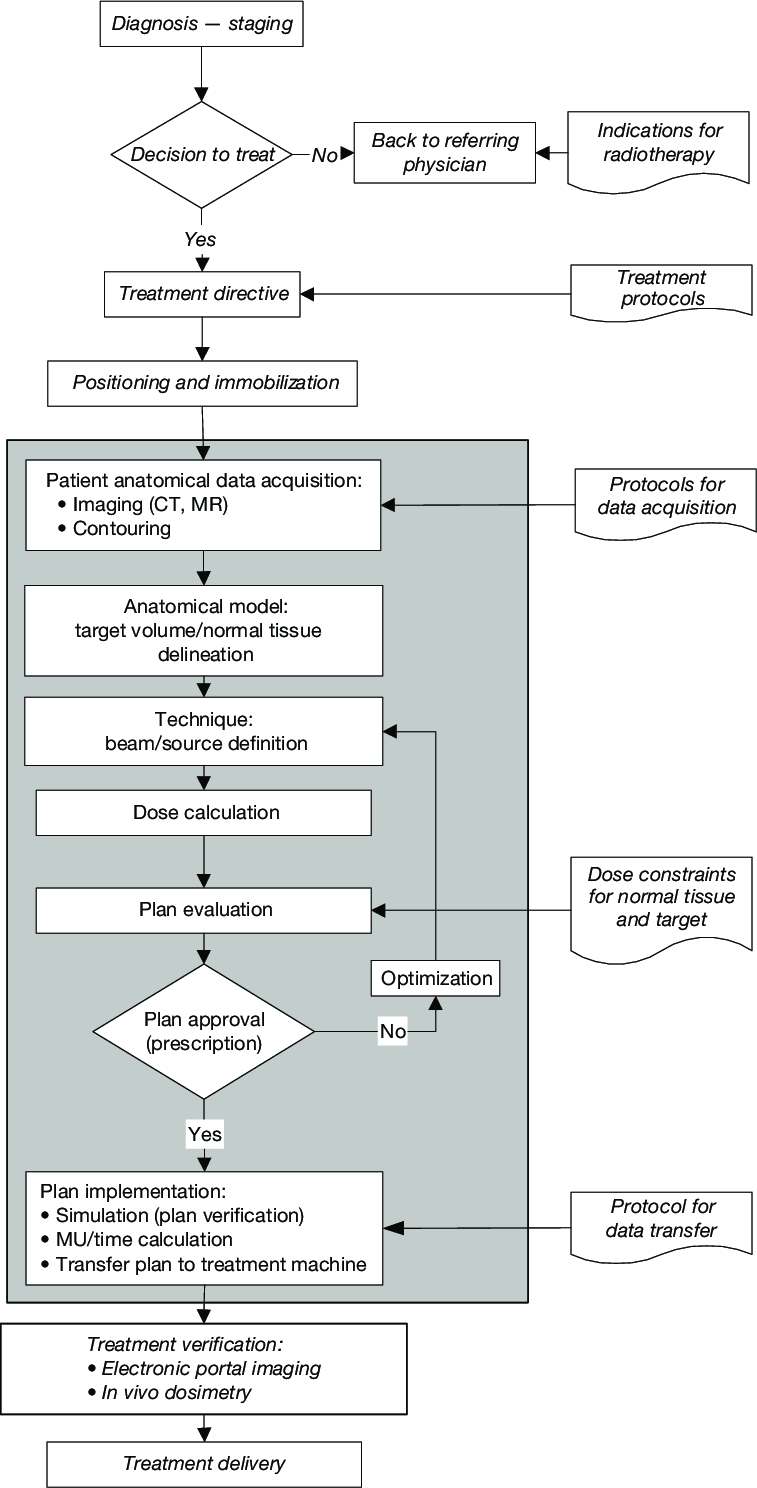 Diagnosis — staging
Decision to treat
No
Back to referring
physician
Indications for
radiotherapy
Yes
Treatment directive
Treatment
protocols
Positioning and immobilization
Patient anatomical data acquisition:
• Imaging (CT, MR)
• Contouring
Protocols for
data acquisition
Anatomical model:
target volume/normal tissue
delineation
Technique:
beam/source definition
Dose calculation
Plan evaluation
Dose constraints
for normal tissue
and target
Optimization
Plan approval
(prescription)
No
Yes
Plan implementation:
• Simulation (plan verification)
• MU/time calculation
• Transfer plan to treatment machine
Protocol for
data transfer
Treatment verification:
• Electronic portal imaging
• In vivo dosimetry
Treatment delivery